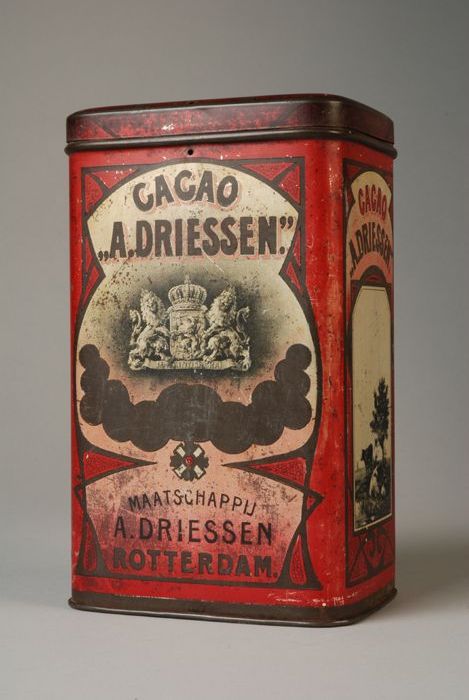 CACAO
„A.DRIESSEN.”
MAATSCHAPPIJ
A. DRIESSEN
ROTTERDAM.
CACAO
„A.DRIESSEN”